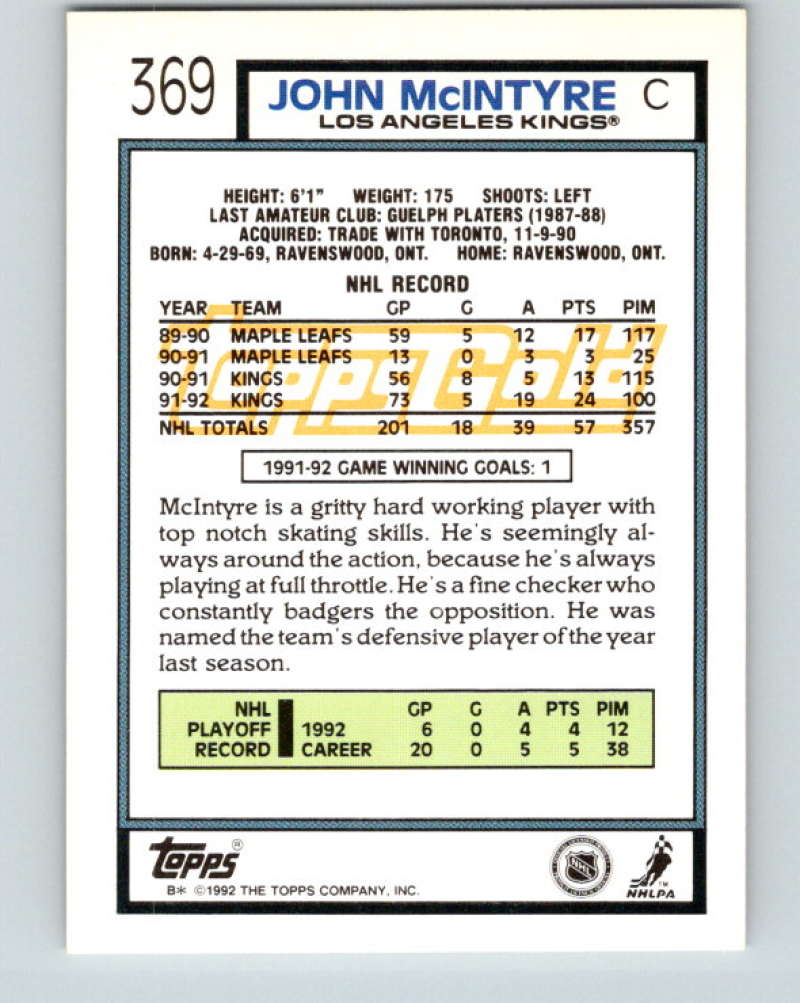 369
JOHN McINTYRE C
LOS ANGELES KINGS®
HEIGHT: 6'1" WEIGHT: 175 SHOOTS: LEFT
LAST AMATEUR CLUB: GUELPH PLATERS (1987-88)
ACQUIRED: TRADE WITH TORONTO, 11-9-90
BORN: 4-29-69, RAVENSWOOD, ONT. HOME: RAVENSWOOD, ONT.
NHL RECORD
YEAR TEAM GP G A PTS PIM
89-90 MAPLE LEAFS 59 5 12 17 117
90-91 MAPLE LEAFS 13 0 3 3 25
90-91 KINGS 56 8 5 13 115
91-92 KINGS 73 5 19 24 100
NHL TOTALS 201 18 39 57 357
Topps Gold
1991-92 GAME WINNING GOALS: 1
McIntyre is a gritty hard working player with
top notch skating skills. He's seemingly al-
ways around the action, because he's always
playing at full throttle. He's a fine checker who
constantly badgers the opposition. He was
named the team's defensive player of the year
last season.
NHL GP G A PTS PIM
PLAYOFF 1992 6 0 4 4 12
RECORD CAREER 20 0 5 5 38
TOPPS®
B* ©1992 THE TOPPS COMPANY, INC.
NHL
NHLPA™